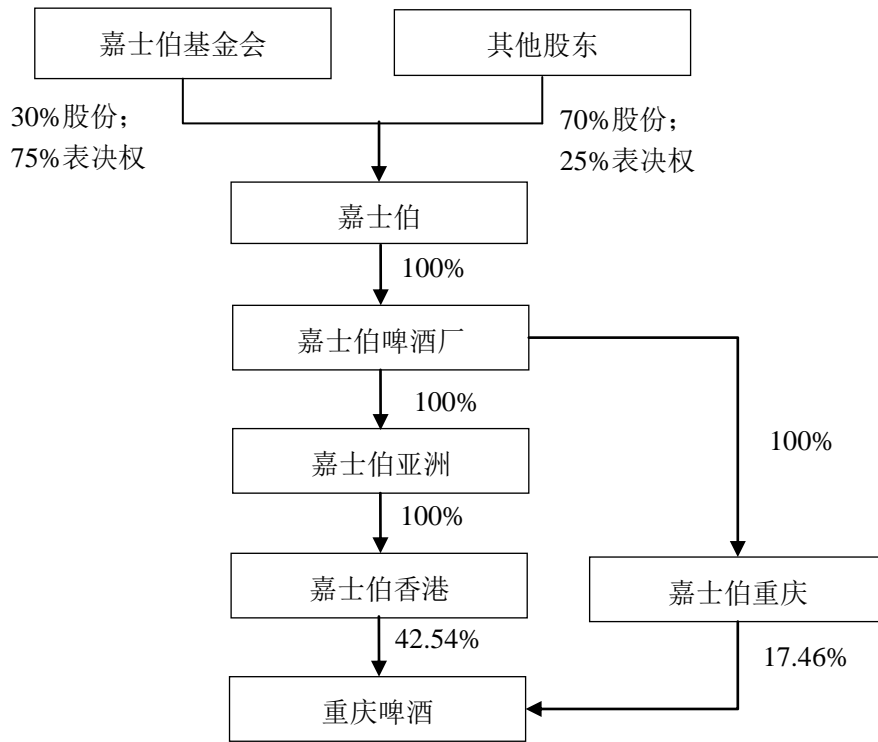 嘉士伯基金会
其他股东
30%股份；
75%表决权
70%股份；
25%表决权
嘉士伯
100%
嘉士伯啤酒厂
100%
100%
嘉士伯亚洲
100%
嘉士伯香港
嘉士伯重庆
42.54%
17.46%
重庆啤酒